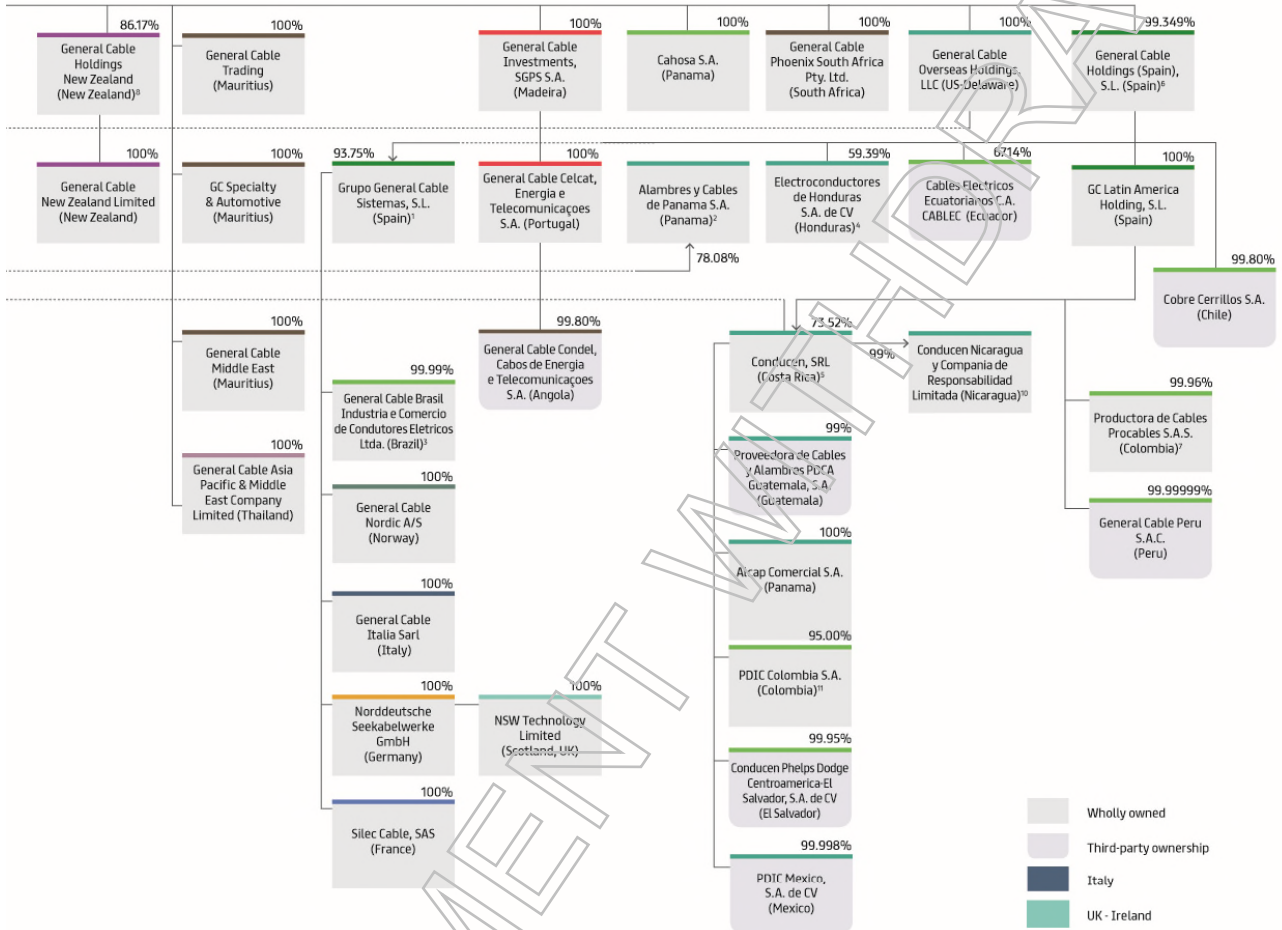 86.17%
General Cable
Holdings
New Zealand
(New Zealand)⁸
100%
General Cable
Trading
(Mauritius)
100%
General Cable
Investments,
SGPS S.A.
(Madeira)
100%
Cahosa S.A.
(Panama)
100%
General Cable
Phoenix South Africa
Pty. Ltd.
(South Africa)
100%
General Cable
Overseas Holdings,
LLC (US-Delaware)
99.349%
General Cable
Holdings (Spain),
S.L. (Spain)⁶
100%
General Cable
New Zealand Limited
(New Zealand)
100%
GC Specialty
& Automotive
(Mauritius)
93.75%
Grupo General Cable
Sistemas, S.L.
(Spain)¹
100%
General Cable Celcat,
Energia e
Telecomunicaçoes
S.A. (Portugal)
Alambres y Cables
de Panama S.A.
(Panama)²
78.08%
59.39%
Electroconductores
de Honduras
S.A. de CV
(Honduras)⁴
67.14%
Cables Electricos
Ecuatorianos C.A.
CABLEC (Ecuador)
100%
GC Latin America
Holding, S.L.
(Spain)
99.80%
Cobre Cerrillos S.A.
(Chile)
100%
General Cable
Middle East
(Mauritius)
99.99%
General Cable Brasil
Industria e Comercio
de Condutores Eletricos
Ltda. (Brazil)³
99.80%
General Cable Condel,
Cabos de Energia
e Telecomunicaçoes
S.A. (Angola)
73.52%
Conducen, SRL
(Costa Rica)⁵
99%
Conducen Nicaragua
y Compania de
Responsabilidad
Limitada (Nicaragua)¹⁰
99.96%
Productora de Cables
Procables S.A.S.
(Colombia)⁷
100%
General Cable Asia
Pacific & Middle
East Company
Limited (Thailand)
100%
General Cable
Nordic A/S
(Norway)
99%
Proveedora de Cables
y Alambres PDCA
Guatemala, S.A.
(Guatemala)
99.99999%
General Cable Peru
S.A.C.
(Peru)
100%
General Cable
Italia Sarl
(Italy)
100%
Alcap Comercial S.A.
(Panama)
100%
Norddeutsche
Seekabelwerke
GmbH
(Germany)
100%
NSW Technology
Limited
(Scotland, UK)
95.00%
PDIC Colombia S.A.
(Colombia)¹¹
100%
Silec Cable, SAS
(France)
99.95%
Conducen Phelps Dodge
Centroamerica-El
Salvador, S.A. de CV
(El Salvador)
99.998%
PDIC Mexico,
S.A. de CV
(Mexico)
Wholly owned
Third-party ownership
Italy
UK - Ireland
MENT WITHDRA